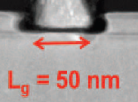 Lg = 50 nm